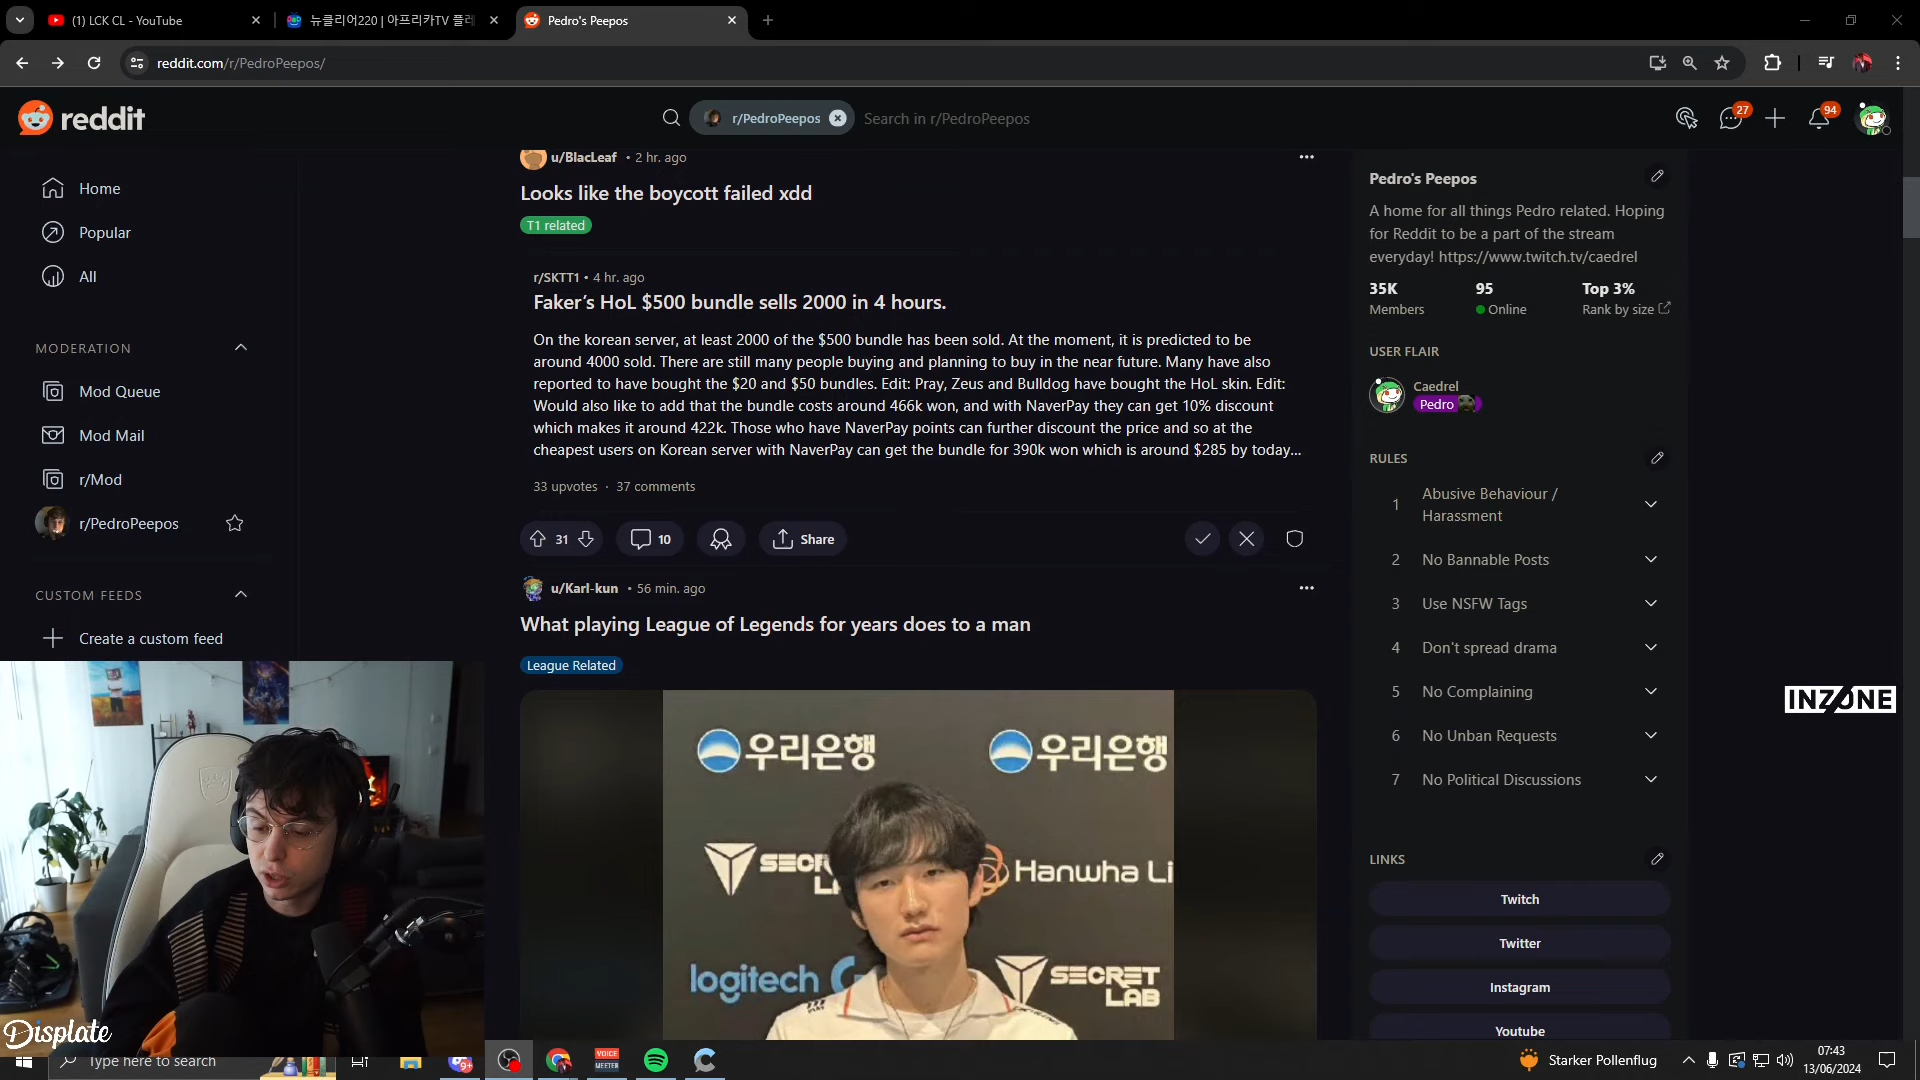 (1) LCK CL - YouTube
뉴클리어220 | 아프리카TV 플레
Pedro's Peepos
reddit.com/r/PedroPeepos/
reddit
r/PedroPeepos
Search in r/PedroPeepos
27
94
Home
Popular
All
MODERATION
Mod Queue
Mod Mail
r/Mod
r/PedroPeepos
CUSTOM FEEDS
Create a custom feed
u/BlacLeaf • 2 hr. ago
Looks like the boycott failed xdd
T1 related
r/SKTT1 • 4 hr. ago
Faker’s HoL $500 bundle sells 2000 in 4 hours.
On the korean server, at least 2000 of the $500 bundle has been sold. At the moment, it is predicted to be
around 4000 sold. There are still many people buying and planning to buy in the near future. Many have also
reported to have bought the $20 and $50 bundles. Edit: Pray, Zeus and Bulldog have bought the HoL skin. Edit:
Would also like to add that the bundle costs around 466k won, and with NaverPay they can get 10% discount
which makes it around 422k. Those who have NaverPay points can further discount the price and so at the
cheapest users on Korean server with NaverPay can get the bundle for 390k won which is around $285 by today...
33 upvotes · 37 comments
31
10
Share
u/Karl-kun • 56 min. ago
What playing League of Legends for years does to a man
League Related
우리은행
우리은행
SECR
LA
Hanwha Li
logitech G
SECRET
LAB
Pedro's Peepos
A home for all things Pedro related. Hoping
for Reddit to be a part of the stream
everyday! https://www.twitch.tv/caedrel
35K
Members
95
Online
Top 3%
Rank by size
USER FLAIR
Caedrel
Pedro
RULES
1 Abusive Behaviour /
Harassment
2 No Bannable Posts
3 Use NSFW Tags
4 Don't spread drama
5 No Complaining
6 No Unban Requests
7 No Political Discussions
LINKS
Twitch
Twitter
Instagram
Youtube
INZONE
Displate
Type here to search
9+
VOICE
MEETER
Starker Pollenflug
07:43
13/06/2024